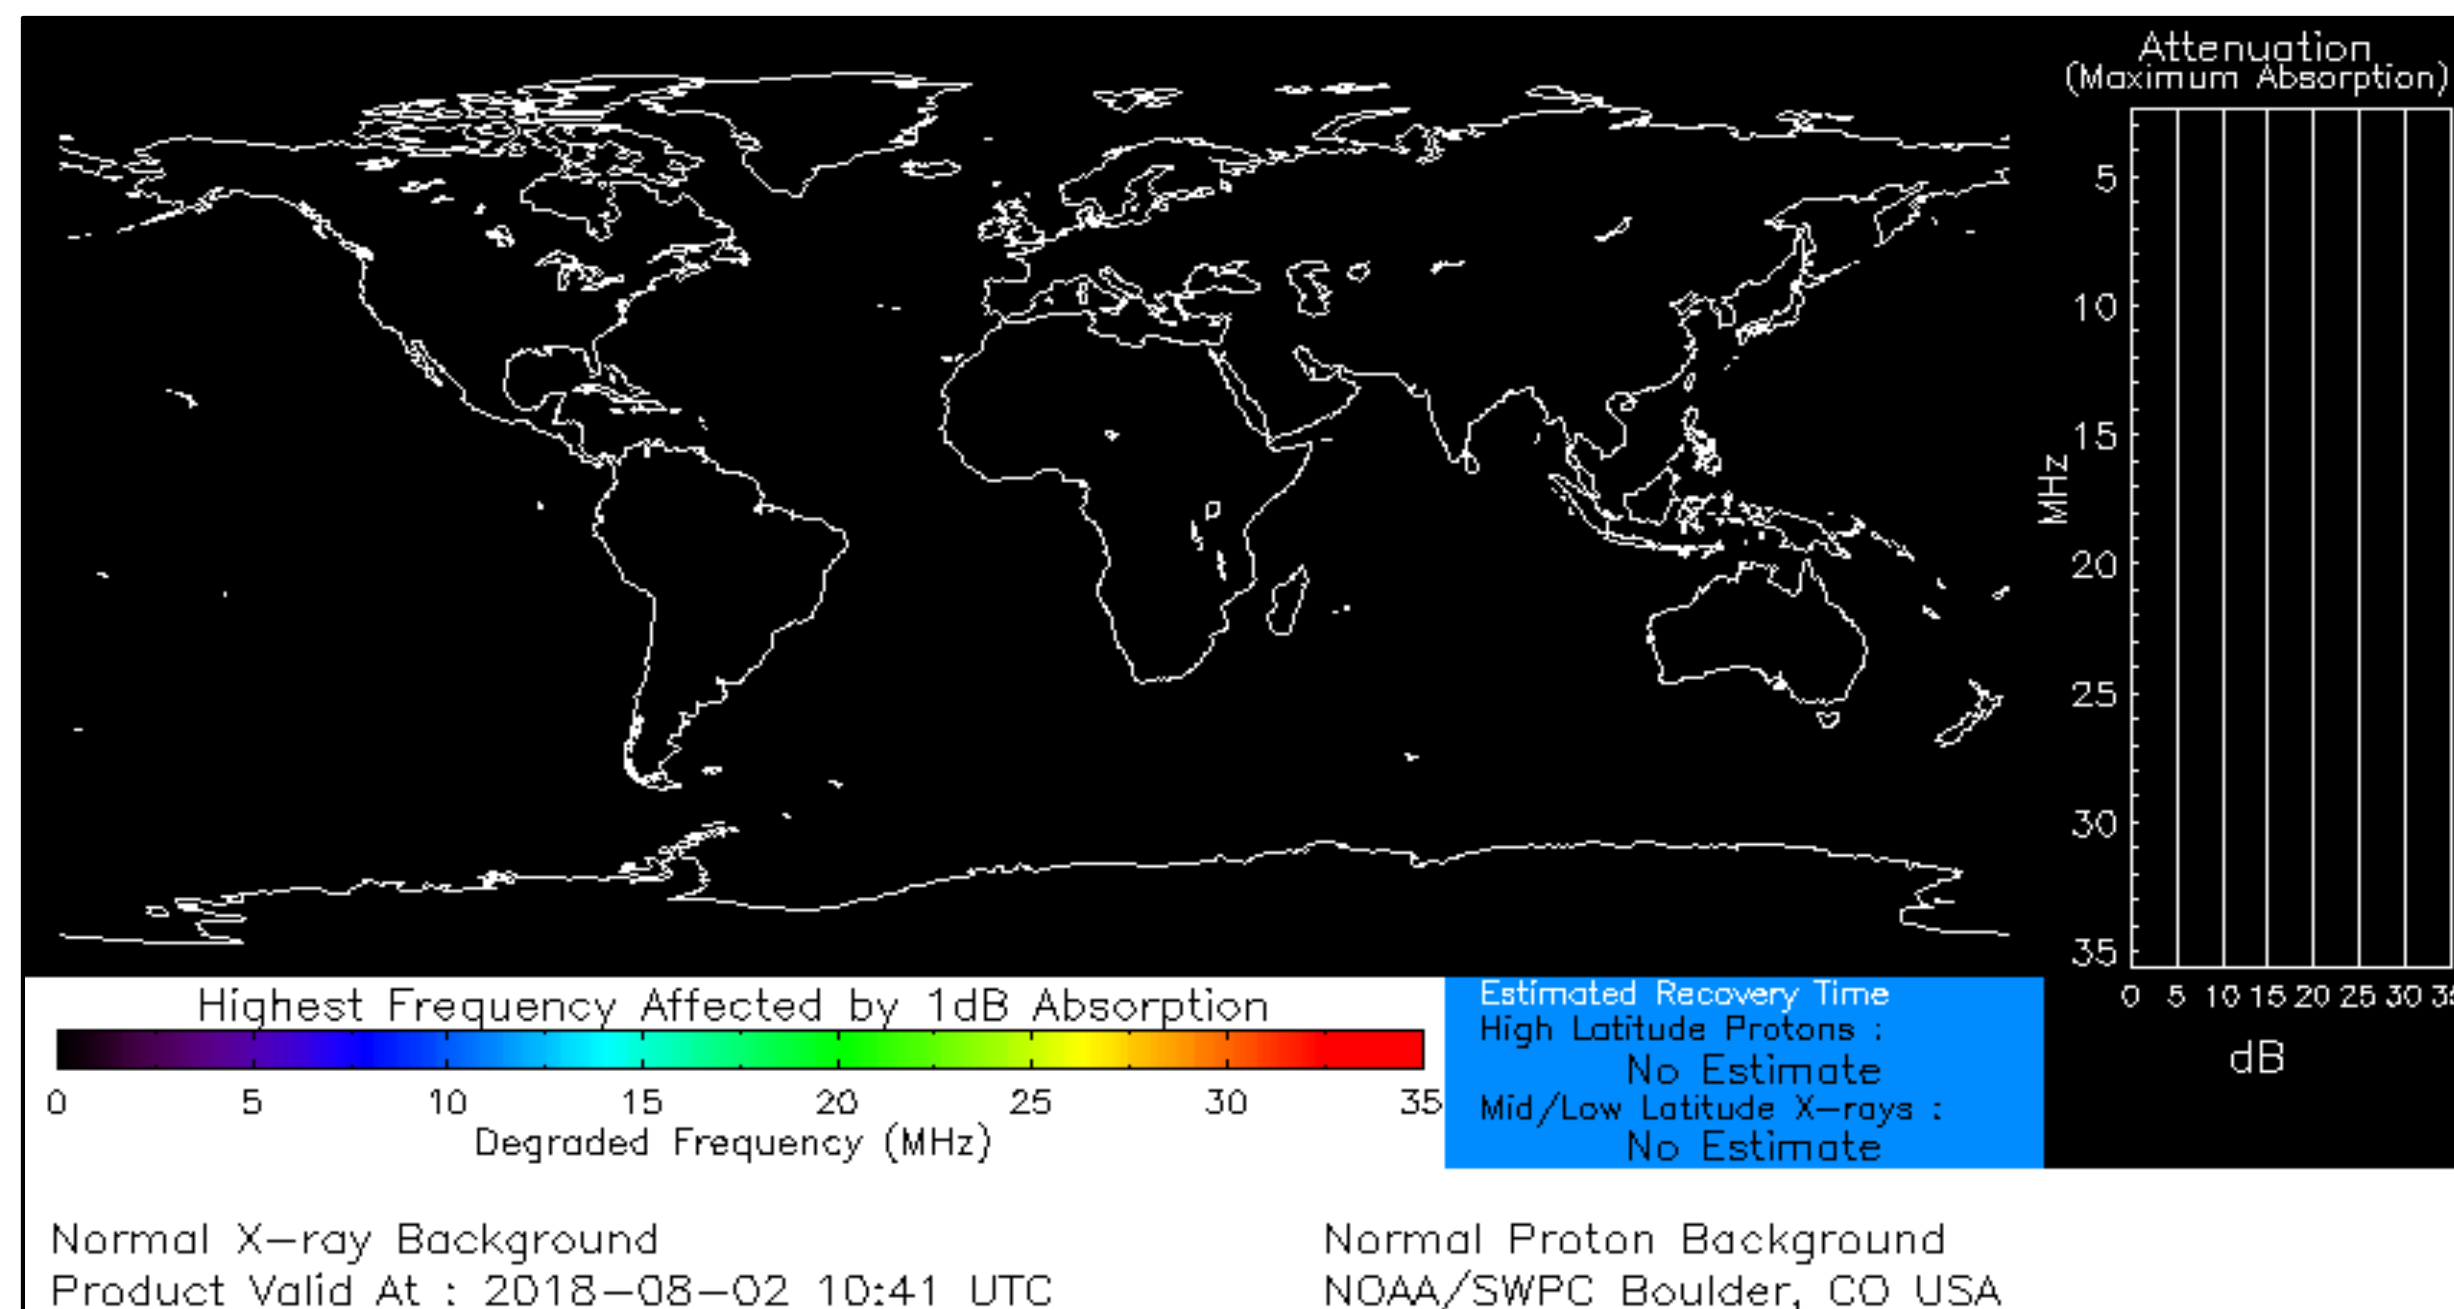 Attenuation
(Maximum Absorption)
5
10
15
20
25
30
35
MHz
0 5 10 15 20 25 30
dB
Highest Frequency Affected by 1dB Absorption
0 5 10 15 20 25 30 35
Degraded Frequency (MHz)
Estimated Recovery Time
High Latitude Protons :
No Estimate
Mid/Low Latitude X-rays :
No Estimate
Normal X-ray Background
Normal Proton Background
Product Valid At : 2018-08-02 10:41 UTC
NOAA/SWPC Boulder, CO USA